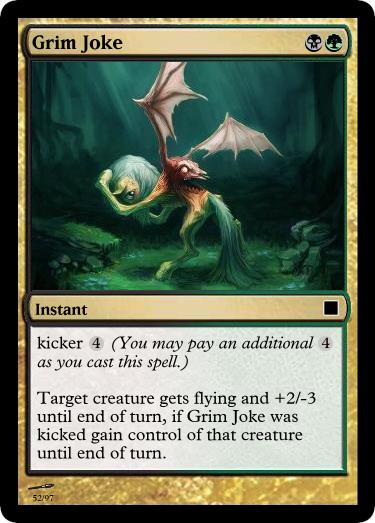 Grim Joke
Instant
kicker 4 (You may pay an additional 4
as you cast this spell.)
Target creature gets flying and +2/-3
until end of turn, if Grim Joke was
kicked gain control of that creature
until end of turn.
52/97